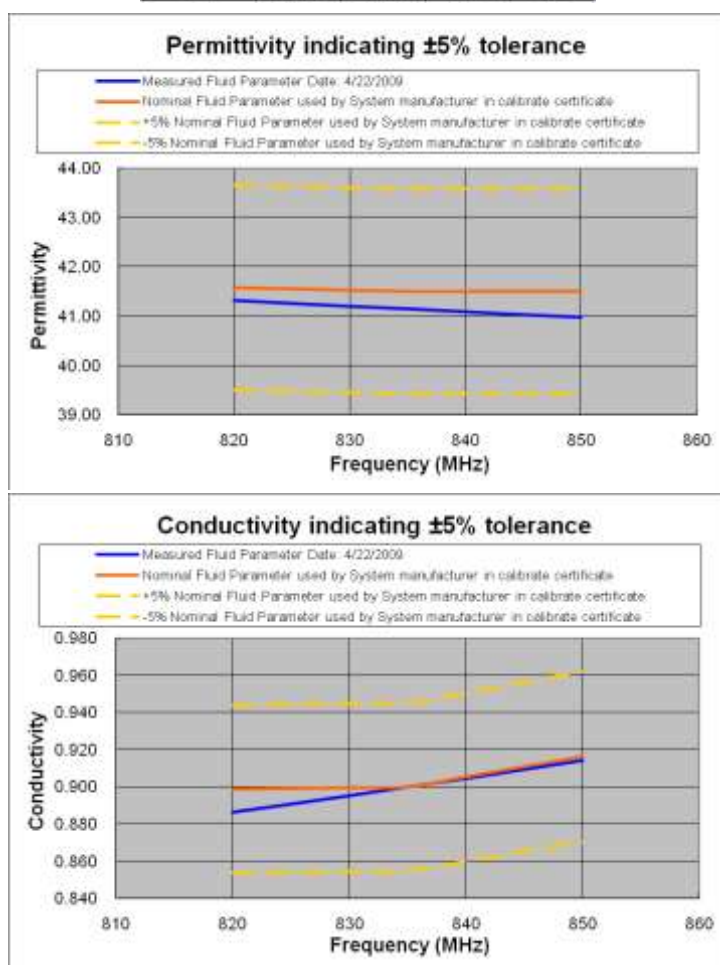 Permittivity indicating ±5% tolerance
Measured Fluid Parameter Date: 4/22/2009
Nominal Fluid Parameter used by System manufacturer in calibrate certificate
+5% Nominal Fluid Parameter used by System manufacturer in calibrate certificate
-5% Nominal Fluid Parameter used by System manufacturer in calibrate certificate
44.00
43.00
42.00
41.00
40.00
39.00
Permittivity
810 820 830 840 850 860
Frequency (MHz)
Conductivity indicating ±5% tolerance
Measured Fluid Parameter Date: 4/22/2009
Nominal Fluid Parameter used by System manufacturer in calibrate certificate
+5% Nominal Fluid Parameter used by System manufacturer in calibrate certificate
-5% Nominal Fluid Parameter used by System manufacturer in calibrate certificate
0.980
0.960
0.940
0.920
0.900
0.880
0.860
0.840
Conductivity
810 820 830 840 850 860
Frequency (MHz)